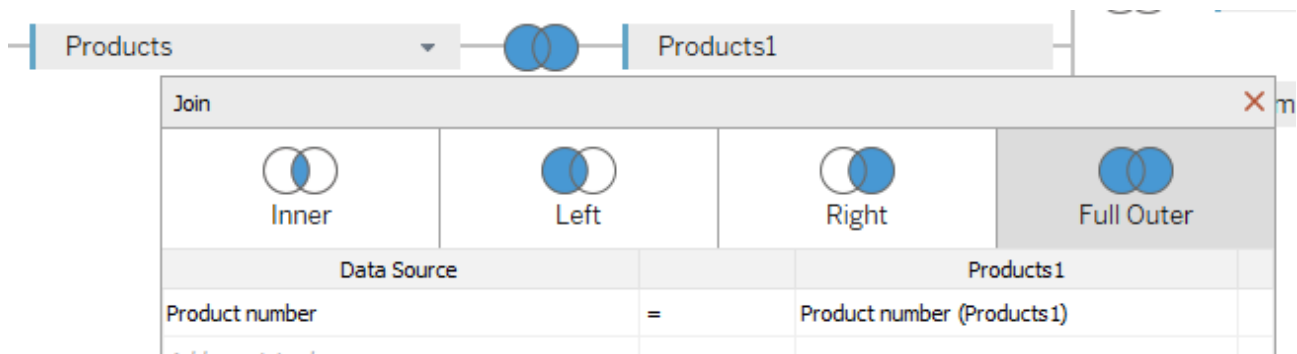 Products
Products1
Join
m
Inner
Left
Right
Full Outer
Data Source
Products1
Product number
=
Product number (Products1)